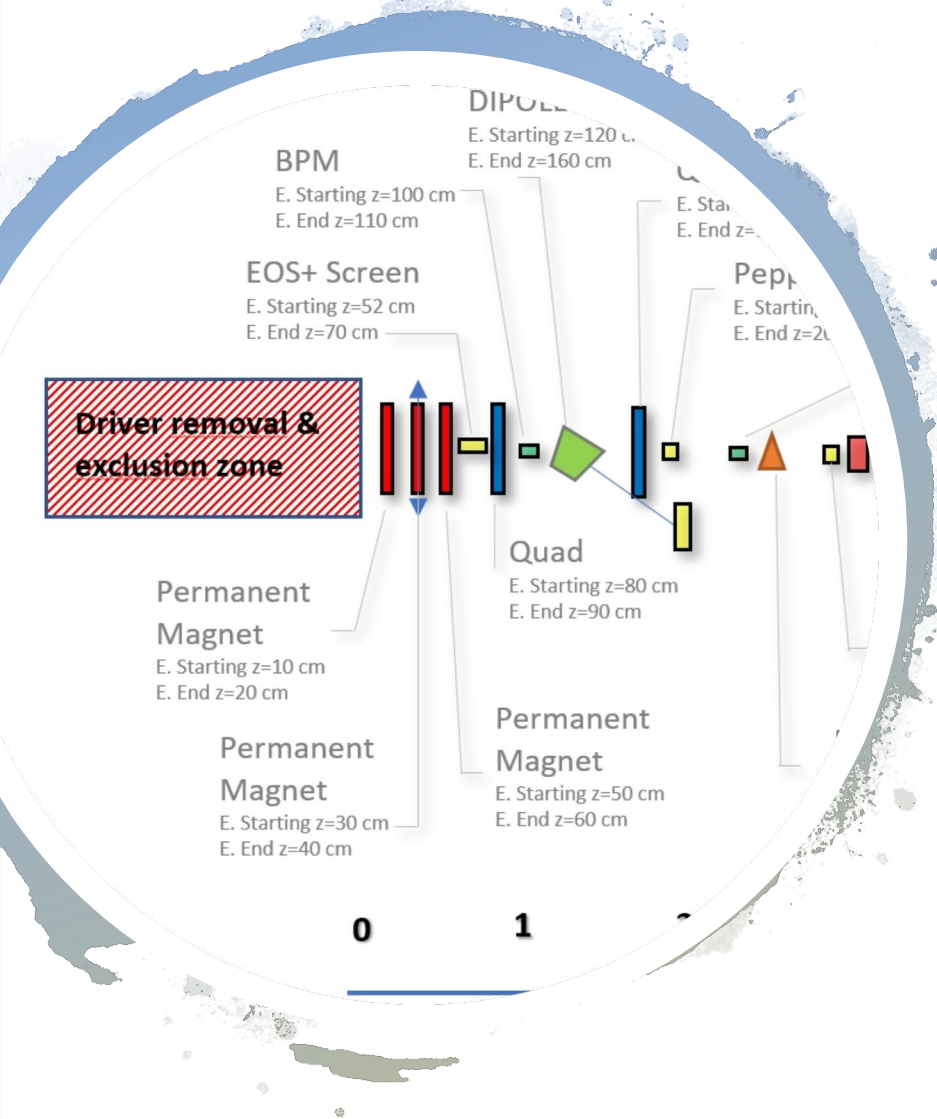 E. Starting z=120
E. End z=160 cm
BPM
E. Starting z=100 cm
E. End z=110 cm
E.
E. End
EOS+ Screen
E. Starting z=52 cm
E. End z=70 cm
E.
E. End
Driver removal &
exclusion zone
Quad
E. Starting z=80 cm
E. End z=90 cm
Permanent
Magnet
E. Starting z=10 cm
E. End z=20 cm
Permanent
Magnet
E. Starting z=50 cm
E. End z=60 cm
Permanent
Magnet
E. Starting z=30 cm
E. End z=40 cm
0
1